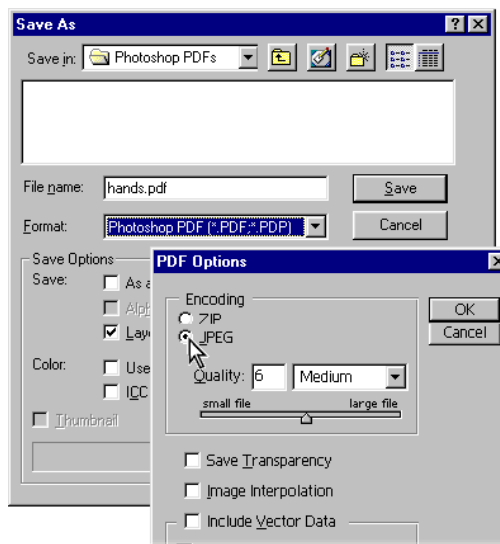 Save As
Save in: Photoshop PDFs
File name: hands.pdf Save
Format: Photoshop PDF (*.PDF;*.PDP) Cancel
Save Options
Save: As a
Alph
Laye
Color: Use
ICC
Thumbnail
PDF Options
Encoding
ZIP
JPEG
Quality: 6 Medium
small file large file
OK
Cancel
Save Transparency
Image Interpolation
Include Vector Data